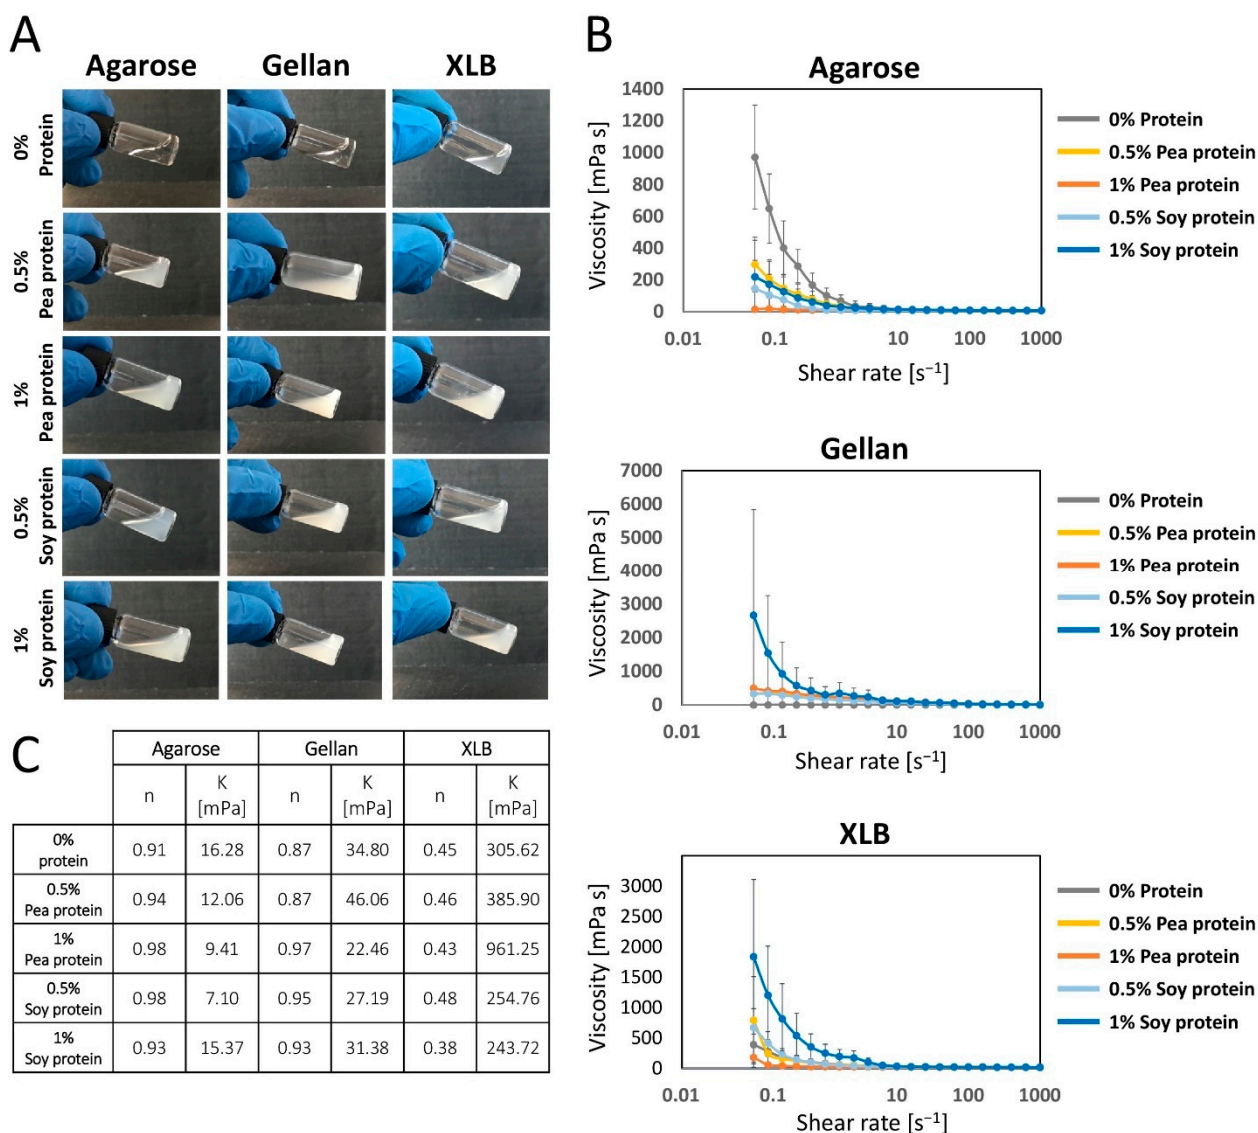 A
Agarose Gellan XLB
0%
Protein
0.5%
Pea protein
1%
Pea protein
0.5%
Soy protein
1%
Soy protein
B
Agarose
Viscosity [mPa s]
1400
1200
1000
800
600
400
200
0
0.01 0.1 10 100 1000
Shear rate [s⁻¹]
0% Protein
0.5% Pea protein
1% Pea protein
0.5% Soy protein
1% Soy protein
Gellan
Viscosity [mPa s]
7000
6000
5000
4000
3000
2000
1000
0
0.01 0.1 10 100 1000
Shear rate [s⁻¹]
0% Protein
0.5% Pea protein
1% Pea protein
0.5% Soy protein
1% Soy protein
XLB
Viscosity [mPa s]
3000
2500
2000
1500
1000
500
0
0.01 0.1 10 100 1000
Shear rate [s⁻¹]
0% Protein
0.5% Pea protein
1% Pea protein
0.5% Soy protein
1% Soy protein
C
Agarose Gellan XLB
n K [mPa] n K [mPa] n K [mPa]
0% protein 0.91 16.28 0.87 34.80 0.45 305.62
0.5% Pea protein 0.94 12.06 0.87 46.06 0.46 385.90
1% Pea protein 0.98 9.41 0.97 22.46 0.43 961.25
0.5% Soy protein 0.98 7.10 0.95 27.19 0.48 254.76
1% Soy protein 0.93 15.37 0.93 31.38 0.38 243.72